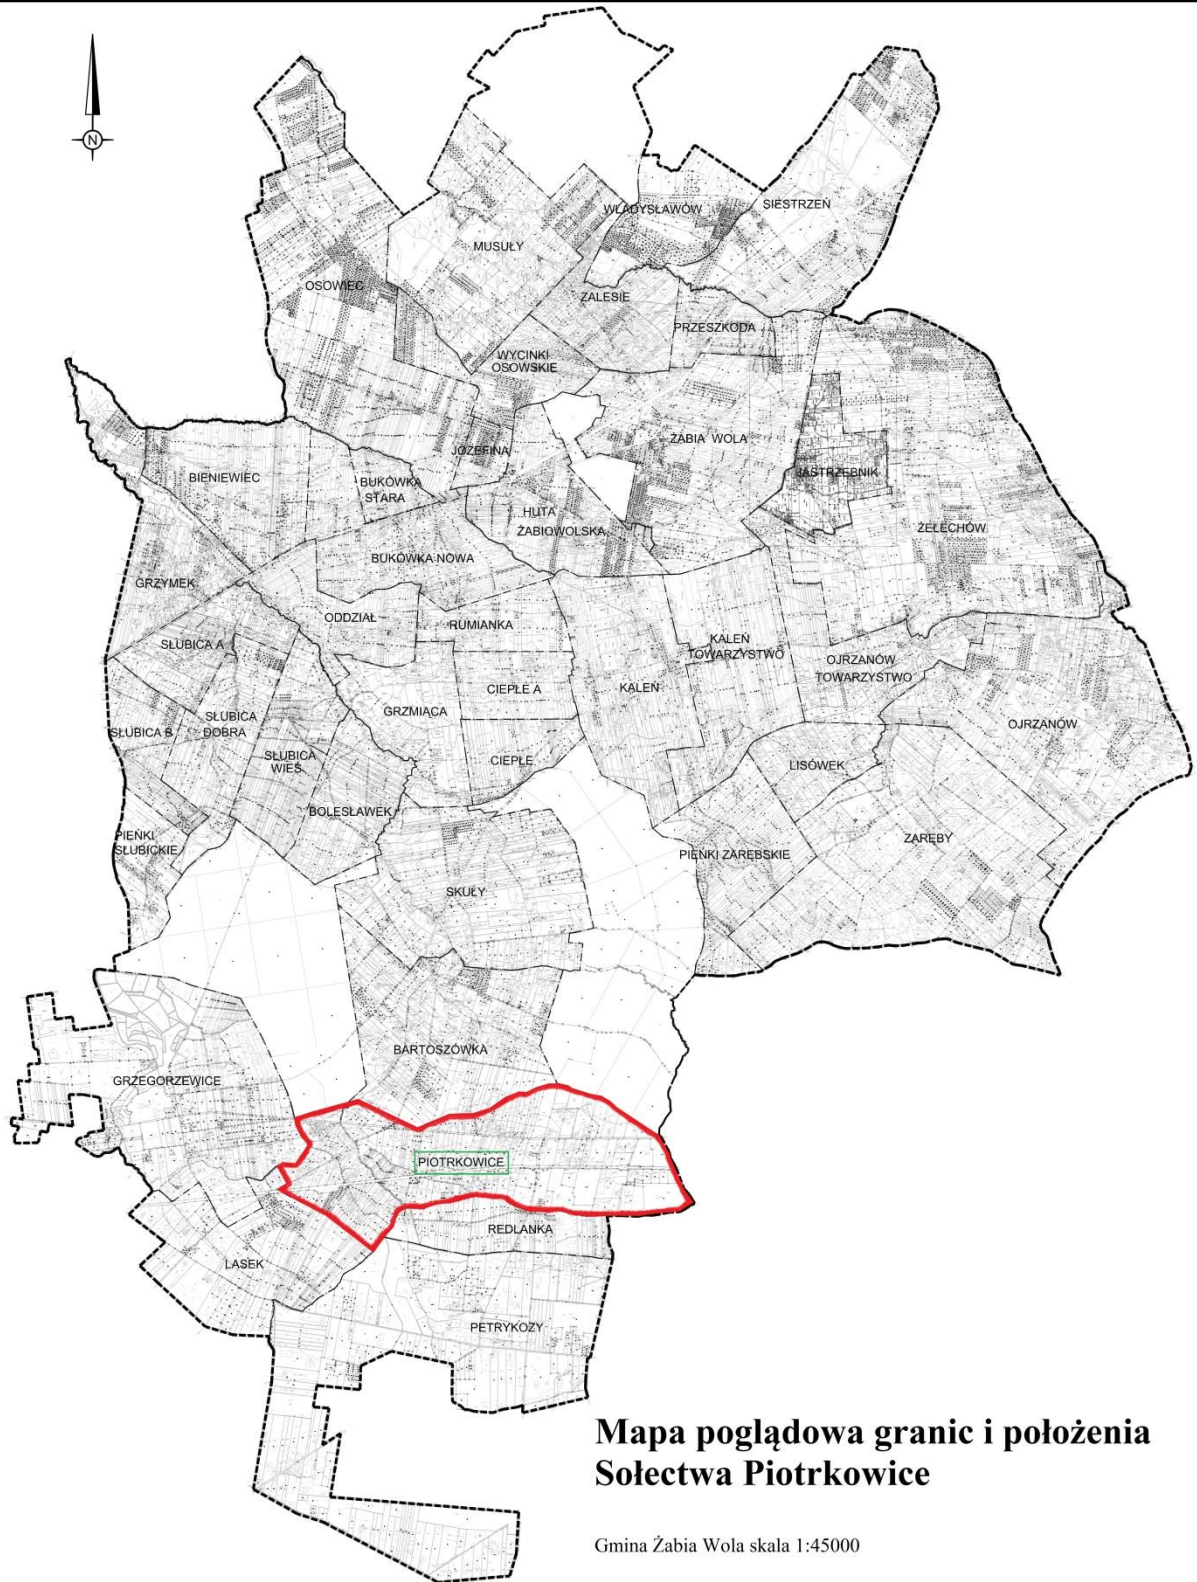 N
WŁADYSŁAWÓW
SIESTRZEŃ
MUSUŁY
OSOWIEC
ZALESIE
PRZESZKODA
WYCINKI
OSOWSKIE
ŻABIA WOLA
JÓZEFINA
JASTRZĘBNIK
BIENIEWIEC
BUKÓWKA
STARA
HUTA
ŻABIOWOLSKA
ŻELECHÓW
BUKÓWKA NOWA
GRZYMEK
ODDZIAŁ
RUMIANKA
SŁUBICA A
KALEŃ
TOWARZYSTWO
OJRZANÓW
TOWARZYSTWO
CIEPŁE A
KALEŃ
GRZMIĄCA
SŁUBICA
DOBRA
SŁUBICA B
OJRZANÓW
SŁUBICA
WIEŚ
CIEPŁE
LISÓWEK
BOLESŁAWEK
PIEŃKI
SŁUBICKIE
ZARĘBY
PIEŃKI ZARĘBSKIE
SKUŁY
BARTOSZÓWKA
GRZEGORZEWICE
PIOTRKOWICE
REDLANKA
LASEK
PETRYKOZY
Mapa poglądowa granic i położenia
Sołectwa Piotrkowice
Gmina Żabia Wola skala 1:45000